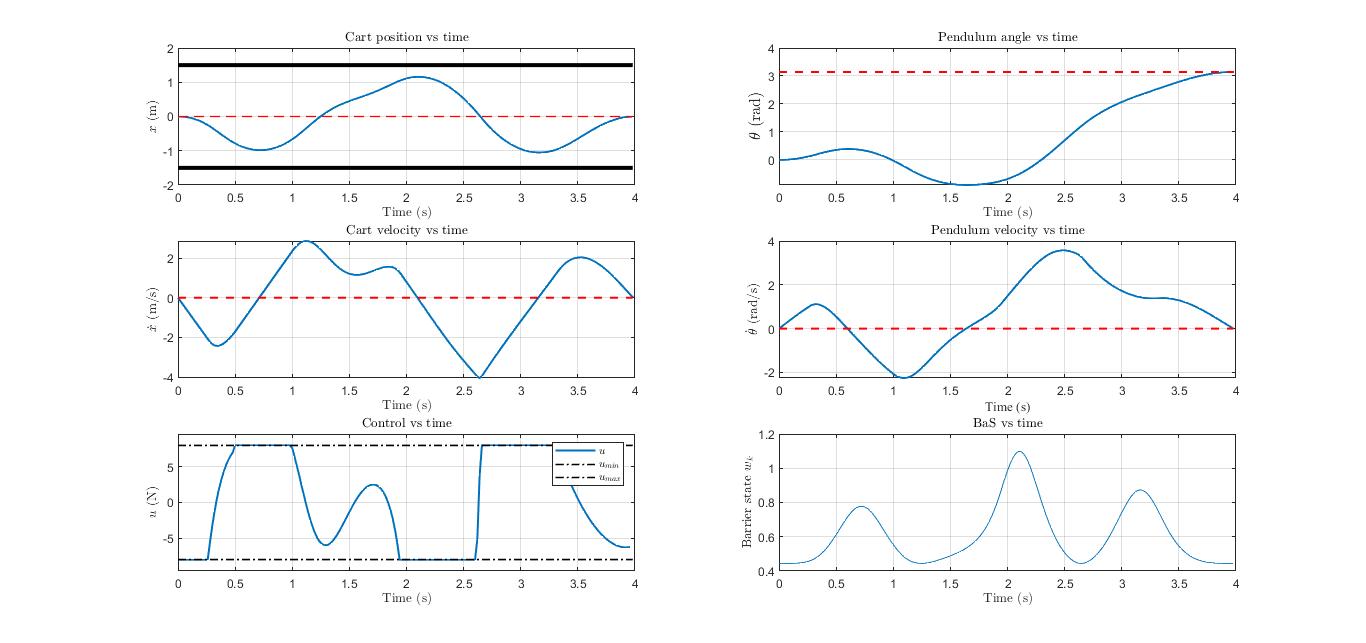 Cart position vs time
x (m)
2
1
0
-1
-2
0 0.5 1 1.5 2 2.5 3 3.5 4
Time (s)
Pendulum angle vs time
θ (rad)
4
3
2
1
0
0 0.5 1 1.5 2 2.5 3 3.5 4
Time (s)
Cart velocity vs time
ẋ (m/s)
2
0
-2
-4
0 0.5 1 1.5 2 2.5 3 3.5 4
Time (s)
Pendulum velocity vs time
θ̇ (rad/s)
4
2
0
-2
0 0.5 1 1.5 2 2.5 3 3.5 4
Time (s)
Control vs time
u (N)
5
0
-5
u
u_min
u_max
0 0.5 1 1.5 2 2.5 3 3.5 4
Time (s)
BaS vs time
Barrier state w_k
1.2
1
0.8
0.6
0.4
0 0.5 1 1.5 2 2.5 3 3.5 4
Time (s)